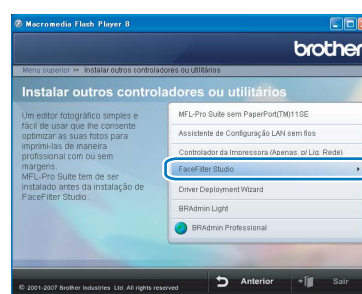 Macromedia Flash Player 8
brother
Menu superior >> Instalar outros controladores ou utilitários
Instalar outros controladores ou utilitários
Um editor fotográfico simples e
fácil de usar que lhe consente
optimizar as suas fotos para
imprimi-las de maneira
profissional com ou sem
margens.
MFL-Pro Suite tem de ser
instalado antes da instalação de
FaceFilter Studio.
MFL-Pro Suite sem PaperPort(TM)11SE
Assistente de Configuração LAN sem fios
Controlador da Impressora (Apenas, p/ Lig. Rede)
FaceFilter Studio
Driver Deployment Wizard
BRAdmin Light
BRAdmin Professional
© 2001-2007 Brother Industries Ltd. All rights reserved
Anterior
Sair